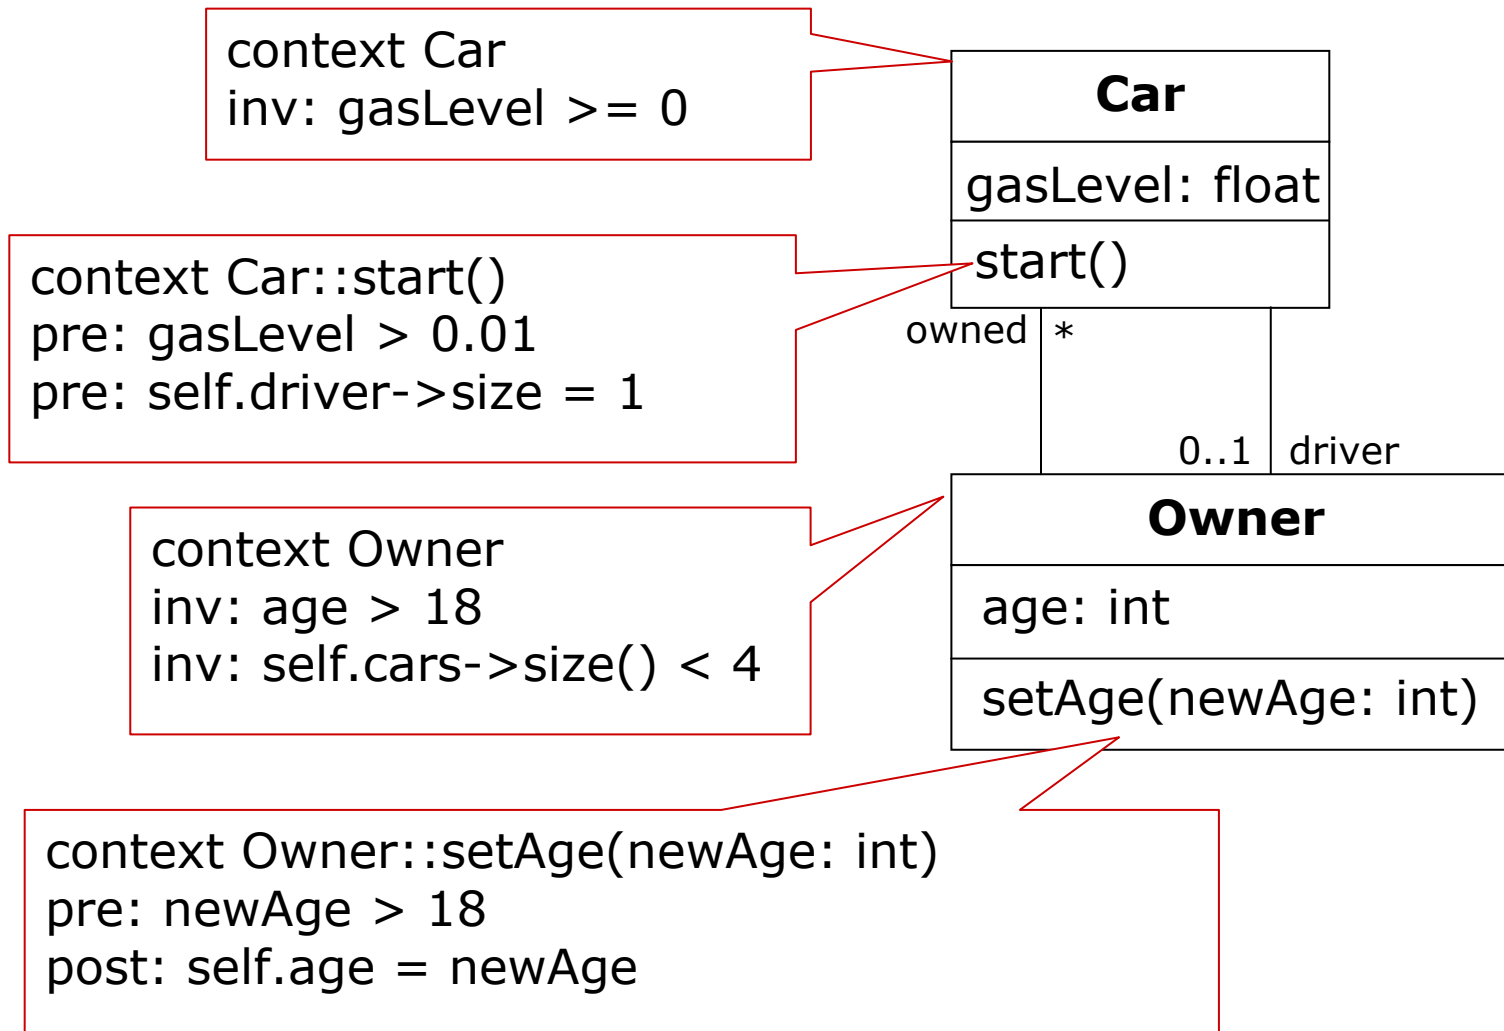 context Car
inv: gasLevel >= 0
Car
gasLevel: float
start()
context Car::start()
pre: gasLevel > 0.01
pre: self.driver->size = 1
owned *
0..1 driver
context Owner
inv: age > 18
inv: self.cars->size() < 4
Owner
age: int
setAge(newAge: int)
context Owner::setAge(newAge: int)
pre: newAge > 18
post: self.age = newAge